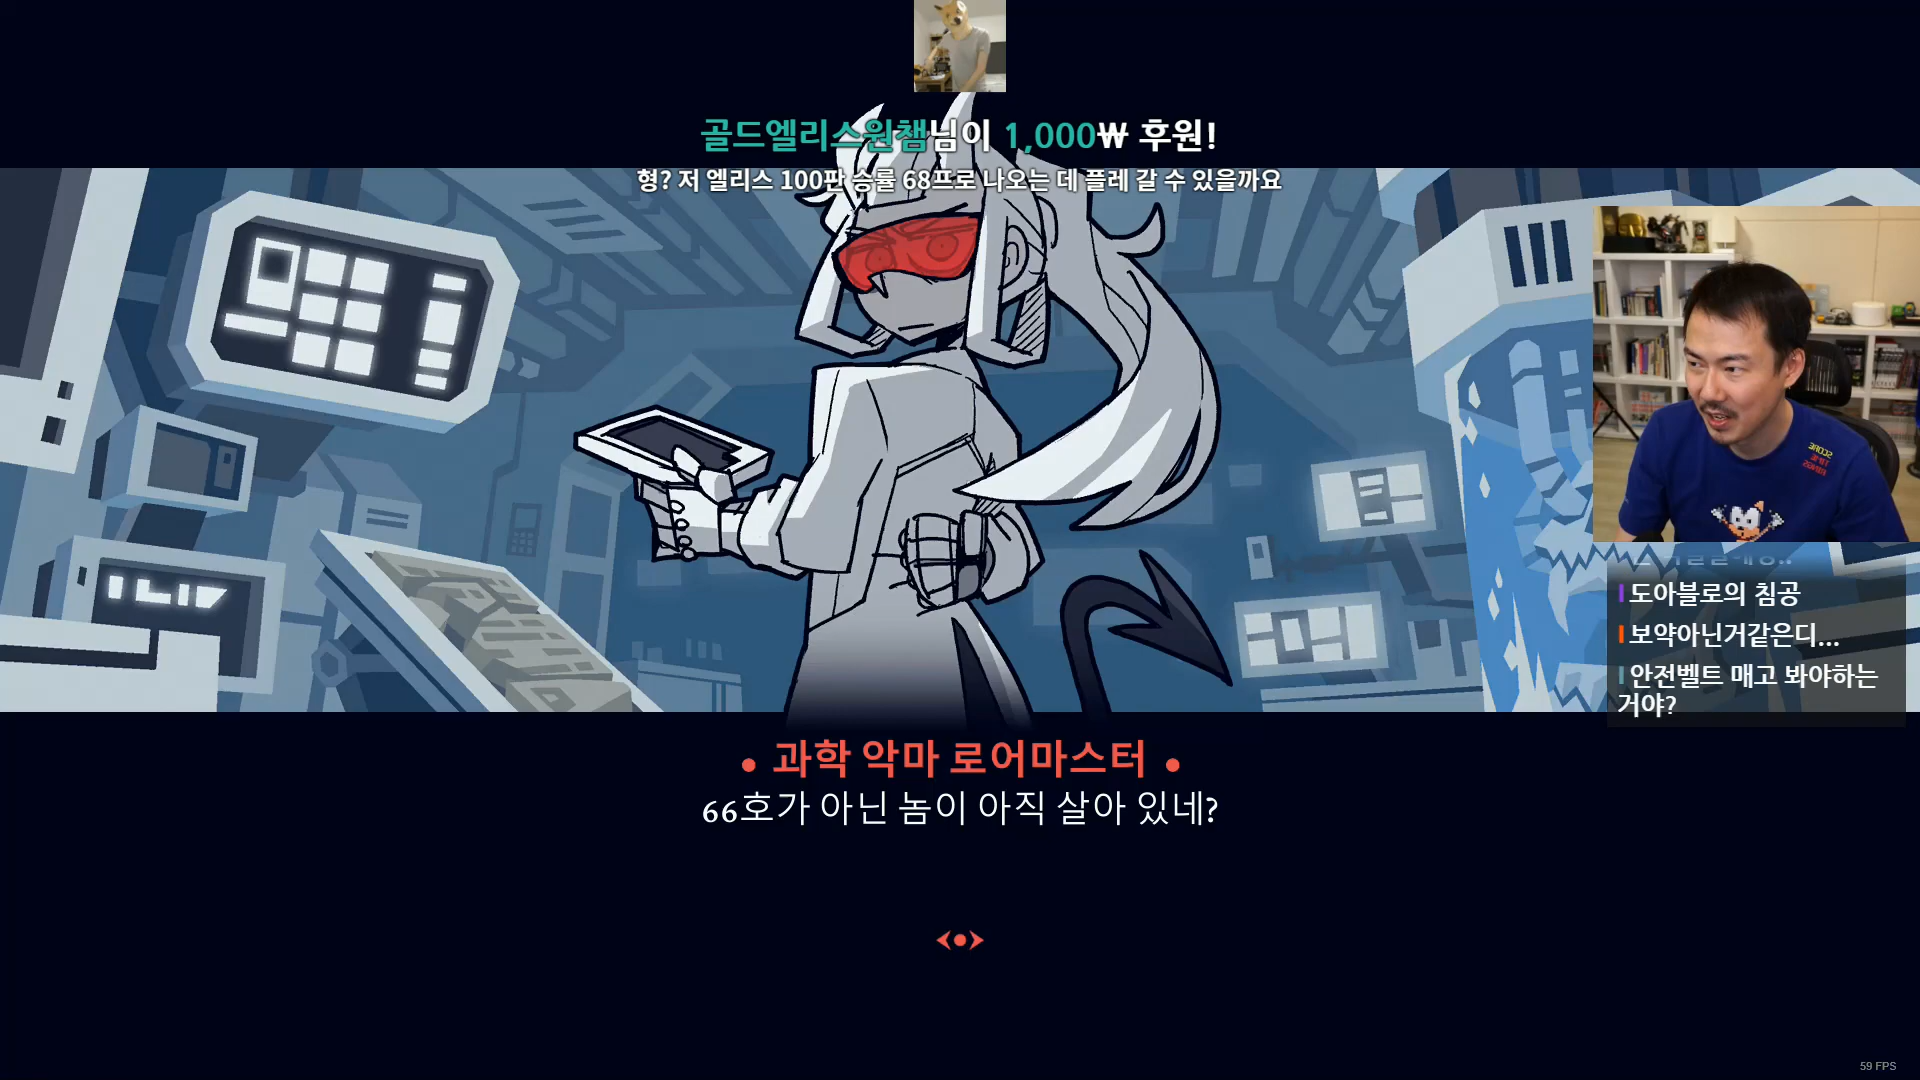 골드엘리스원챔님이 1,000₩ 후원!
형? 저 엘리스 100판 승률 68프로 나오는 데 플레 갈 수 있을까요
도아블로의 침공
보약아닌거같은디...
안전벨트 매고 봐야하는
거야?
• 과학 악마 로어마스터 •
66호가 아닌 놈이 아직 살아 있네?
59 FPS